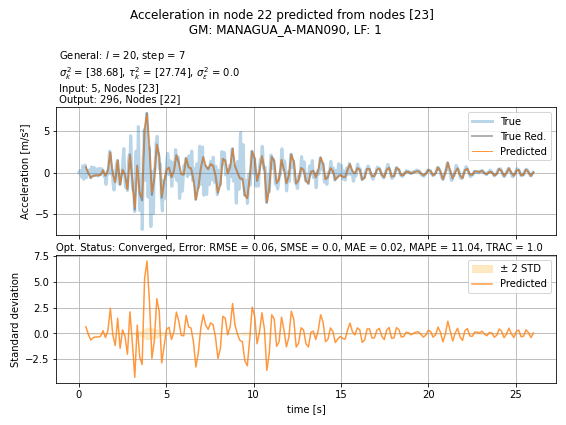 Acceleration in node 22 predicted from nodes [23]
GM: MANAGUA_A-MAN090, LF: 1
General: l = 20, step = 7
σ²ₖ = [38.68], τ²ₖ = [27.74], σ²ε = 0.0
Input: 5, Nodes [23]
Output: 296, Nodes [22]
Acceleration [m/s²]
5
0
−5
True
True Red.
Predicted
Opt. Status: Converged, Error: RMSE = 0.06, SMSE = 0.0, MAE = 0.02, MAPE = 11.04, TRAC = 1.0
Standard deviation
7.5
5.0
2.5
0.0
−2.5
± 2 STD
Predicted
0 5 10 15 20 25
time [s]